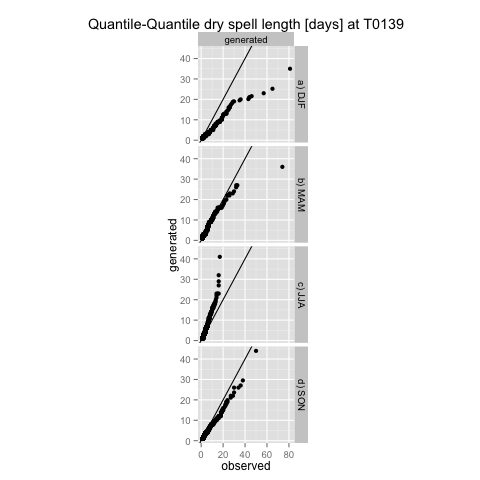 Quantile-Quantile dry spell length [days] at T0139
generated
40
30
20
10
0
a) DJF
40
30
20
10
0
b) MAM
40
30
20
10
0
c) JJA
40
30
20
10
0
d) SON
generated
0 20 40 60 80
observed